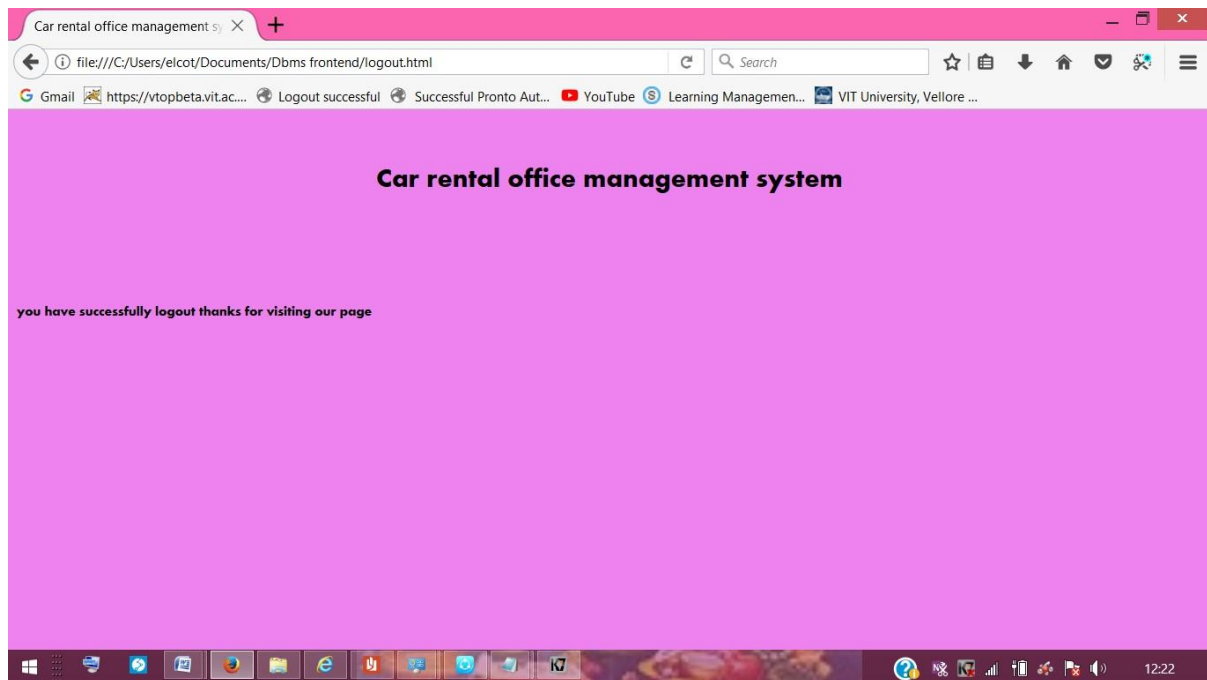 Car rental office management sy
file:///C:/Users/elcot/Documents/Dbms frontend/logout.html
Search
Gmail https://vtopbeta.vit.ac.... Logout successful Successful Pronto Aut... YouTube S Learning Managemen... VIT University, Vellore ...
Car rental office management system
you have successfully logout thanks for visiting our page
K7 12:22